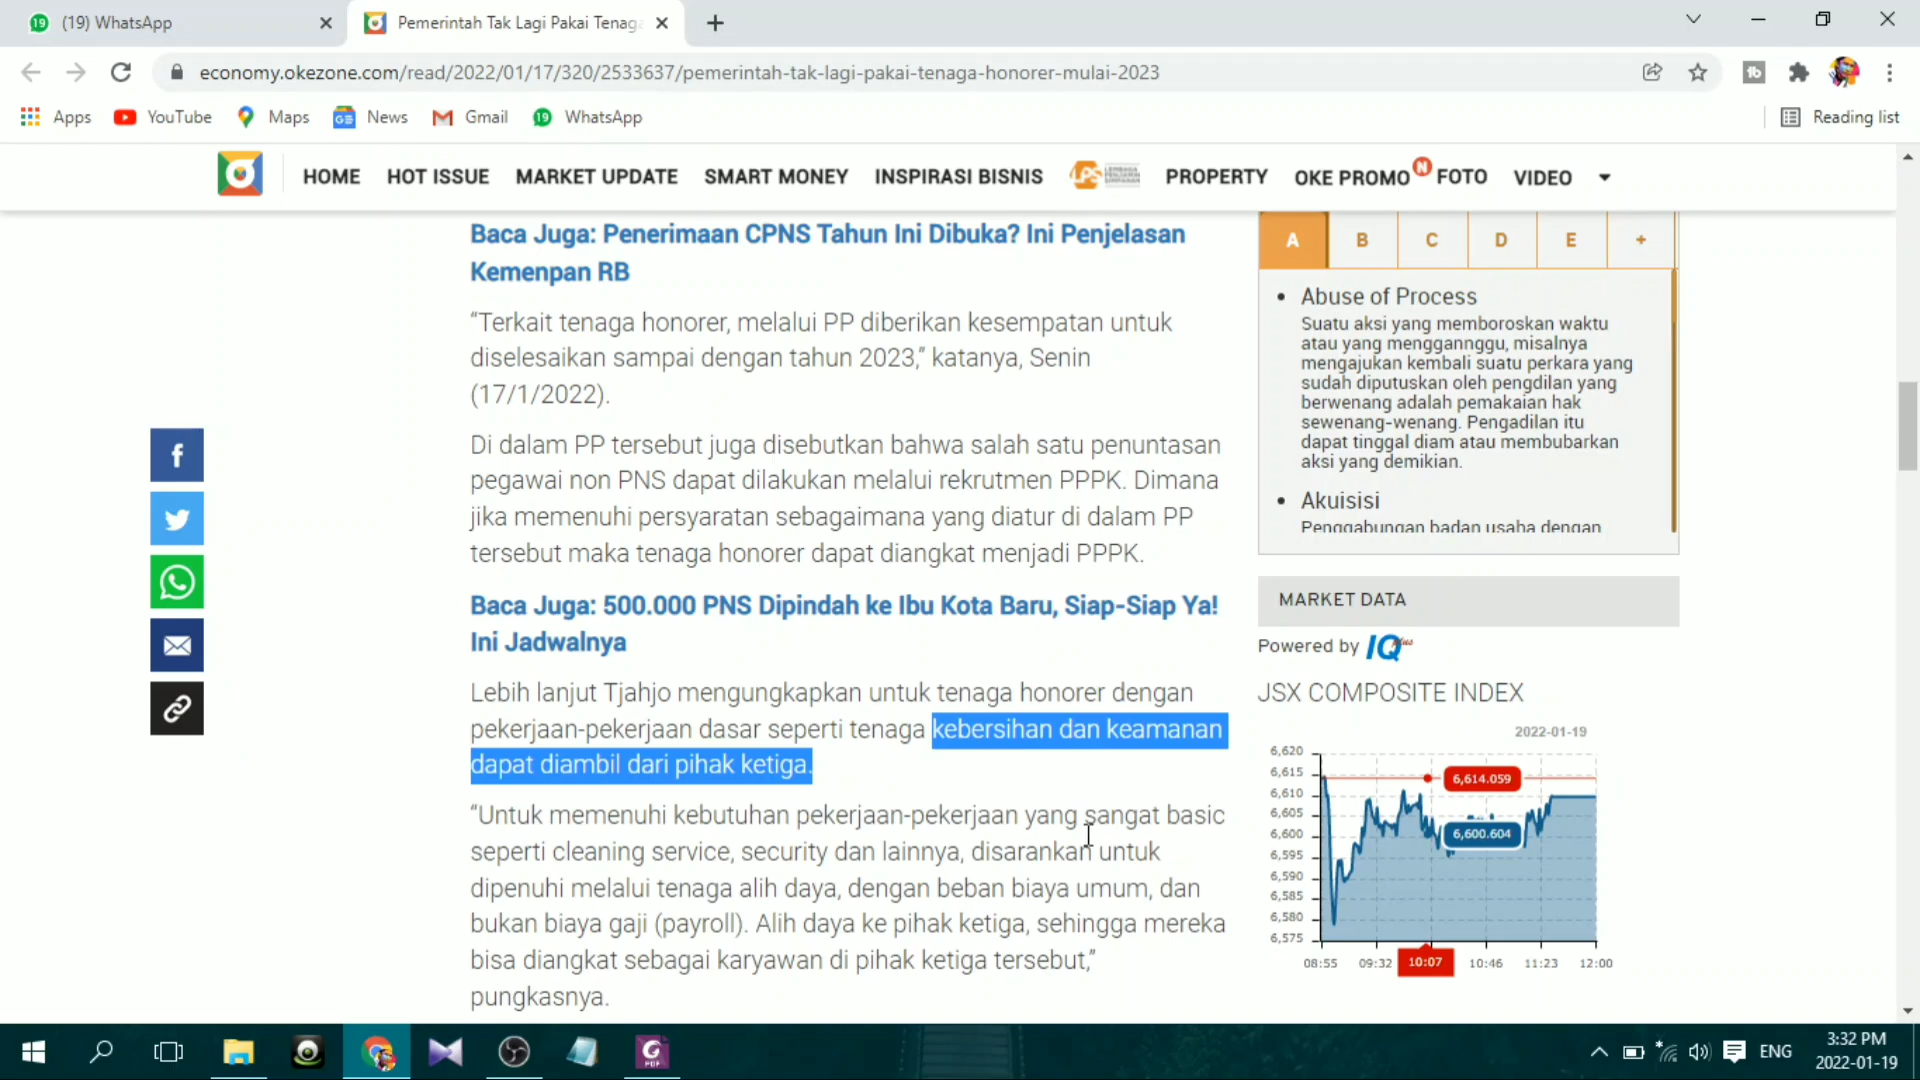 (19) WhatsApp
Pemerintah Tak Lagi Pakai Tenag
economy.okezone.com/read/2022/01/17/320/2533637/pemerintah-tak-lagi-pakai-tenaga-honorer-mulai-2023
Apps YouTube Maps News Gmail WhatsApp Reading list
HOME HOT ISSUE MARKET UPDATE SMART MONEY INSPIRASI BISNIS LPS LEMBAGA PENJAMIN SIMPANAN PROPERTY OKE PROMO N FOTO VIDEO
Baca Juga: Penerimaan CPNS Tahun Ini Dibuka? Ini Penjelasan
Kemenpan RB
“Terkait tenaga honorer, melalui PP diberikan kesempatan untuk
diselesaikan sampai dengan tahun 2023,” katanya, Senin
(17/1/2022).
Di dalam PP tersebut juga disebutkan bahwa salah satu penuntasan
pegawai non PNS dapat dilakukan melalui rekrutmen PPPK. Dimana
jika memenuhi persyaratan sebagaimana yang diatur di dalam PP
tersebut maka tenaga honorer dapat diangkat menjadi PPPK.
Baca Juga: 500.000 PNS Dipindah ke Ibu Kota Baru, Siap-Siap Ya!
Ini Jadwalnya
Lebih lanjut Tjahjo mengungkapkan untuk tenaga honorer dengan
pekerjaan-pekerjaan dasar seperti tenaga kebersihan dan keamanan
dapat diambil dari pihak ketiga.
“Untuk memenuhi kebutuhan pekerjaan-pekerjaan yang sangat basic
seperti cleaning service, security dan lainnya, disarankan untuk
dipenuhi melalui tenaga alih daya, dengan beban biaya umum, dan
bukan biaya gaji (payroll). Alih daya ke pihak ketiga, sehingga mereka
bisa diangkat sebagai karyawan di pihak ketiga tersebut,”
pungkasnya.
A B C D E +
Abuse of Process
Suatu aksi yang memboroskan waktu
atau yang menggannggu, misalnya
mengajukan kembali suatu perkara yang
sudah diputuskan oleh pengdilan yang
berwenang adalah pemakaian hak
sewenang-wenang. Pengadilan itu
dapat tinggal diam atau membubarkan
aksi yang demikian.
Akuisisi
Penggabungan badan usaha dengan
MARKET DATA
Powered by IQ plus
JSX COMPOSITE INDEX
2022-01-19
6,620
6,615
6,610
6,605
6,600
6,595
6,590
6,585
6,580
6,575
6,614.059
6,600.604
08:55 09:32 10:07 10:46 11:23 12:00
ENG
3:32 PM
2022-01-19